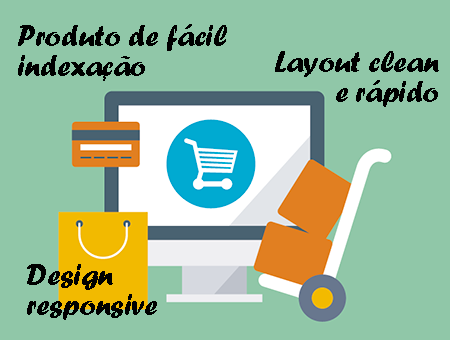 Produto de fácil
indexação
Layout clean
e rápido
Design
responsive